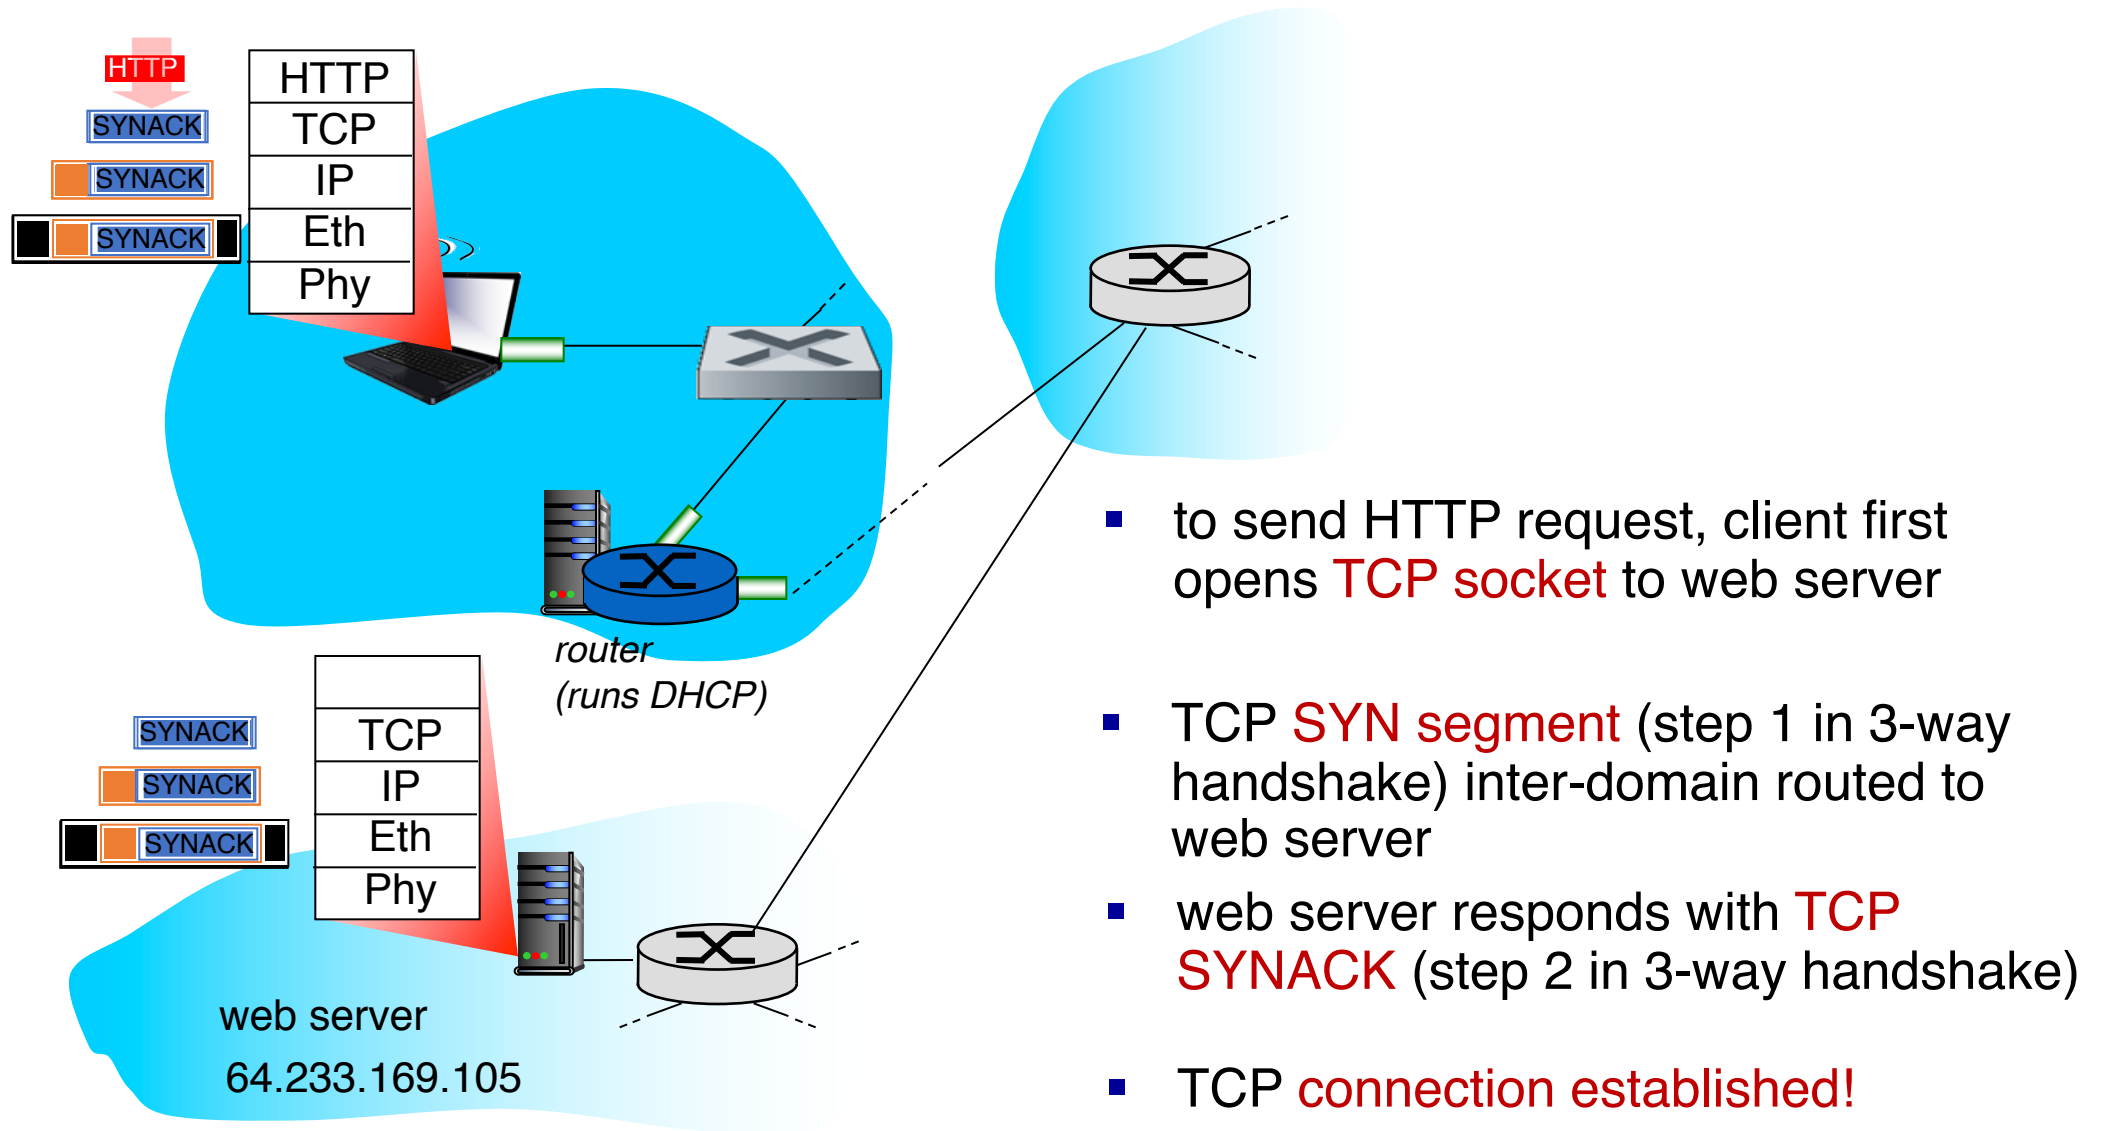 HTTP
SYNACK
SYNACK
SYNACK
HTTP
TCP
IP
Eth
Phy
router
(runs DHCP)
SYNACK
SYNACK
SYNACK
TCP
IP
Eth
Phy
web server
64.233.169.105
to send HTTP request, client first
opens TCP socket to web server
TCP SYN segment (step 1 in 3-way
handshake) inter-domain routed to
web server
web server responds with TCP
SYNACK (step 2 in 3-way handshake)
TCP connection established!